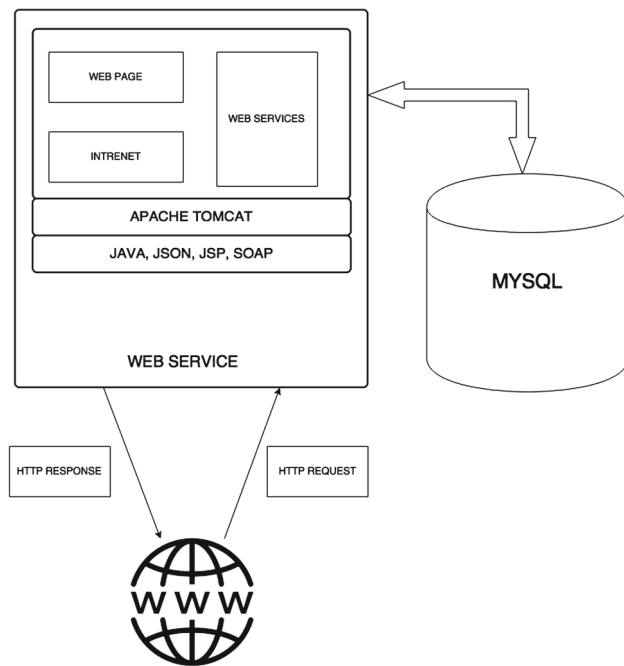 WEB PAGE
WEB SERVICES
INTRENET
APACHE TOMCAT
JAVA, JSON, JSP, SOAP
WEB SERVICE
MYSQL
HTTP RESPONSE
HTTP REQUEST
WWW